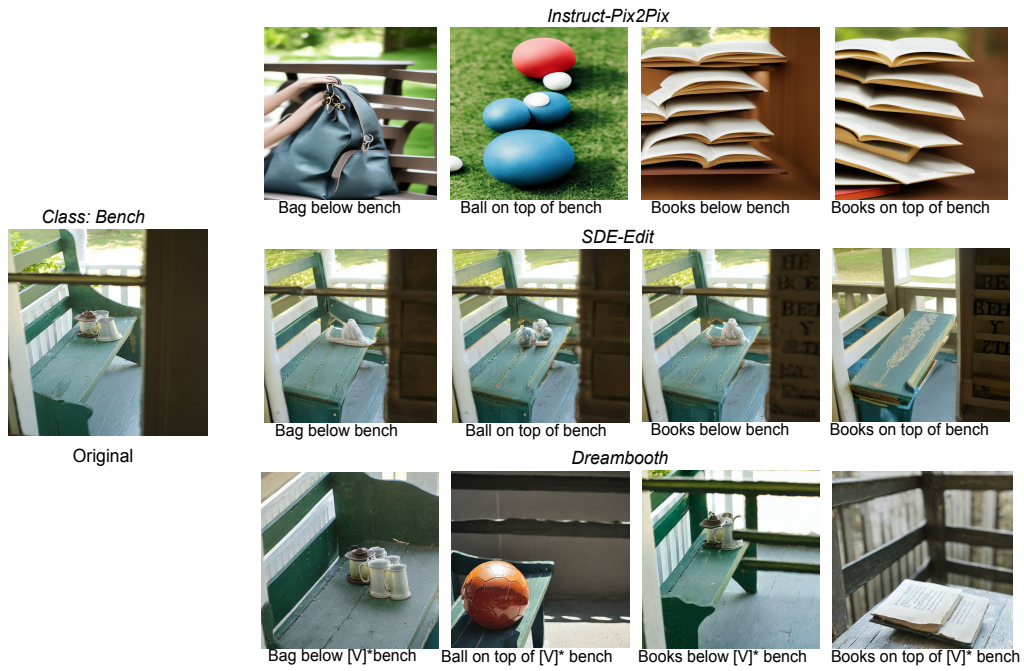 Instruct-Pix2Pix
Bag below bench
Ball on top of bench
Books below bench
Books on top of bench
Class: Bench
Original
SDE-Edit
Bag below bench
Ball on top of bench
Books below bench
Books on top of bench
Dreambooth
Bag below [V]*bench
Ball on top of [V]* bench
Books below [V]* bench
Books on top of [V]* bench